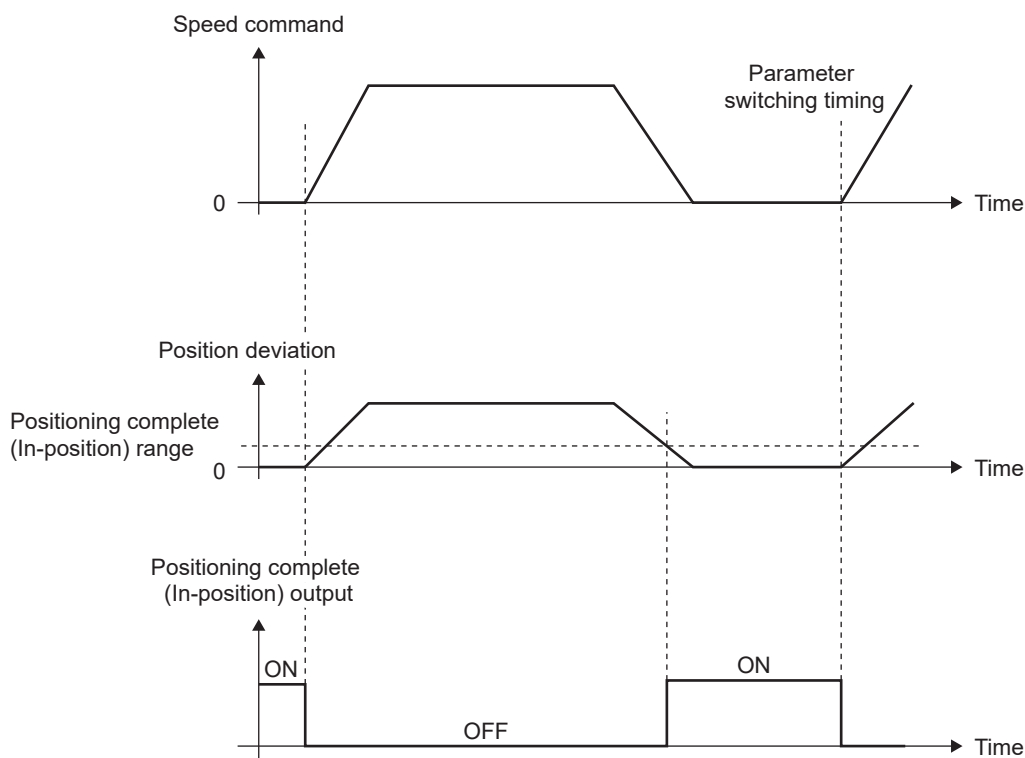 Speed command
Parameter
switching timing
0
Time
Position deviation
Positioning complete
(In-position) range
0
Time
Positioning complete
(In-position) output
ON
ON
OFF
Time